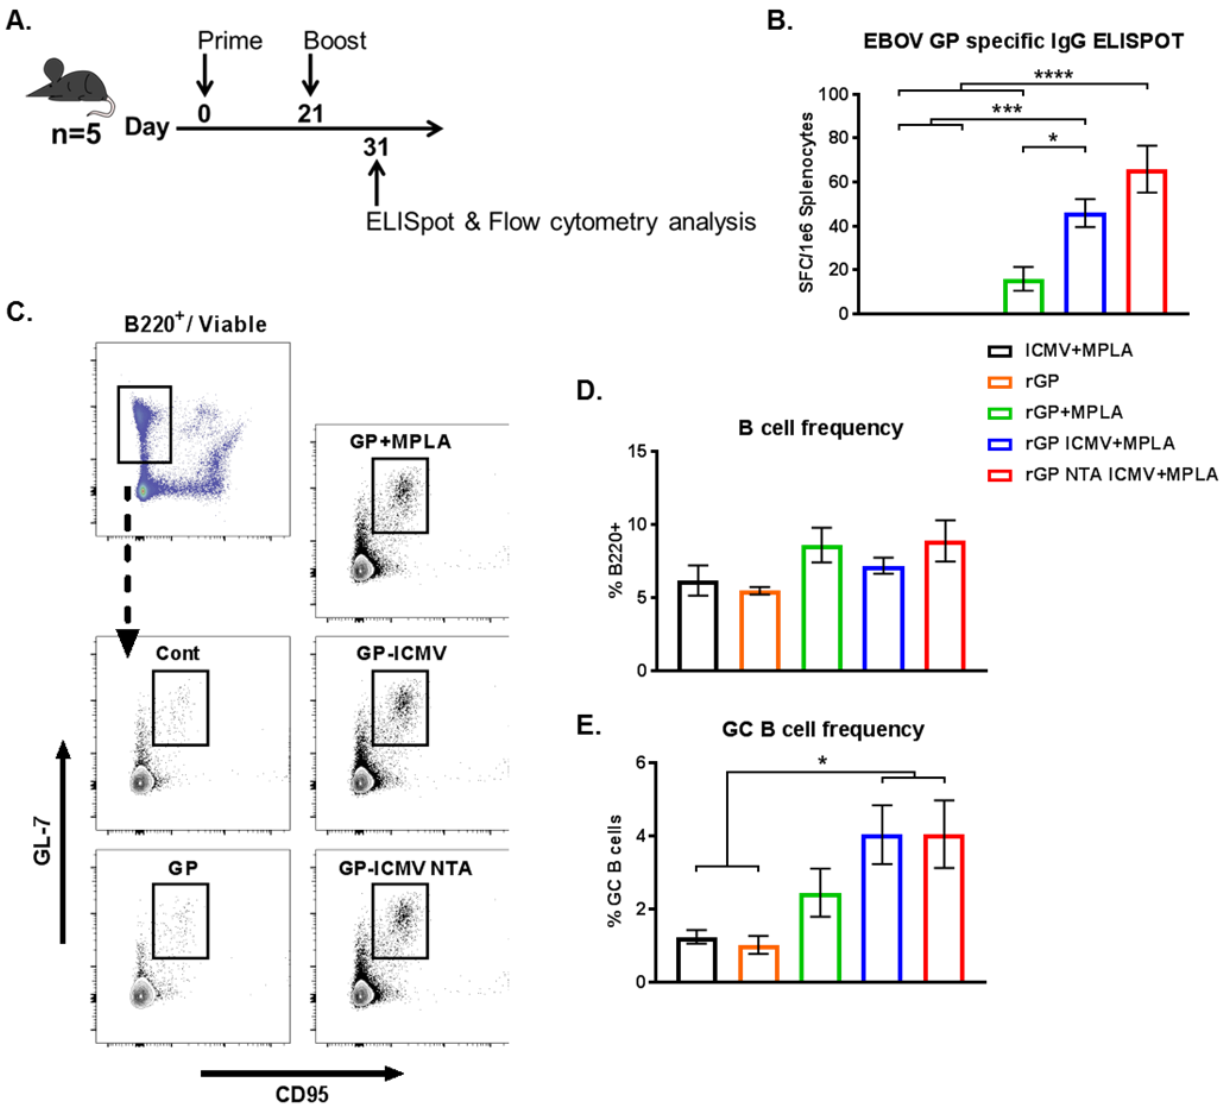 A.
Prime
Boost
n=5
Day
0
21
31
ELISpot & Flow cytometry analysis
B.
EBOV GP specific IgG ELISPOT
****
***
*
SFC/1e6 Splenocytes
100
80
60
40
20
0
ICMV+MPLA
rGP
rGP+MPLA
rGP ICMV+MPLA
rGP NTA ICMV+MPLA
C.
B220+/ Viable
GP+MPLA
Cont
GP-ICMV
GP
GP-ICMV NTA
GL-7
CD95
D.
B cell frequency
% B220+
15
10
5
0
E.
GC B cell frequency
*
% GC B cells
6
4
2
0